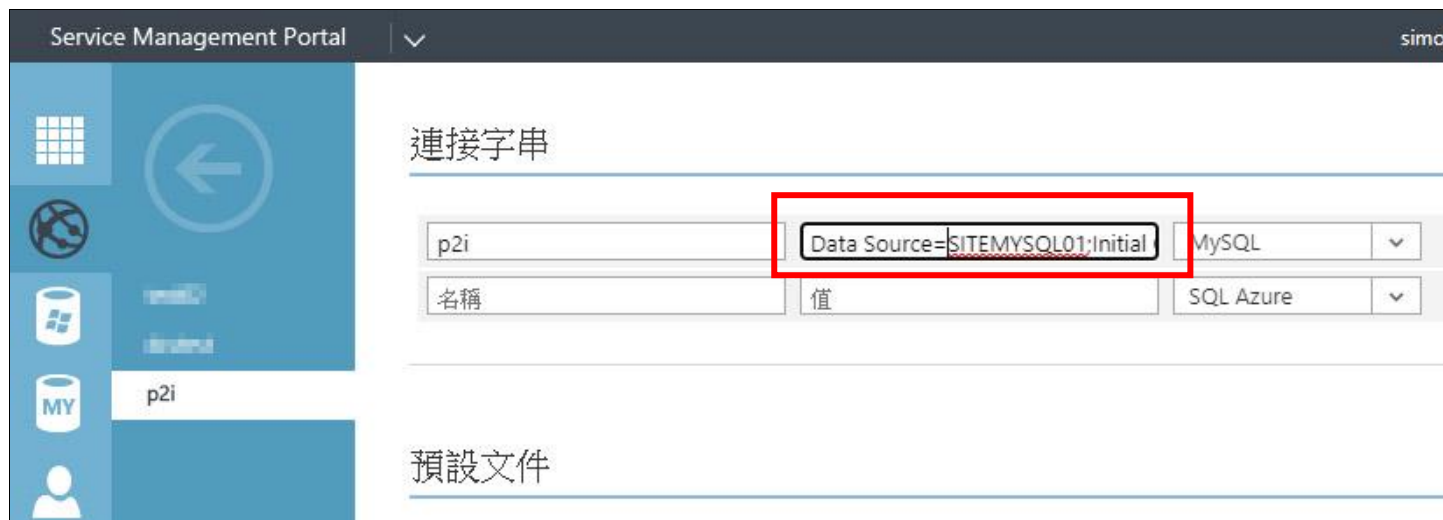 Service Management Portal simo
連接字串
p2i Data Source=SITEMYSQL01;Initial MySQL
名稱 值 SQL Azure
MY p2i
預設文件